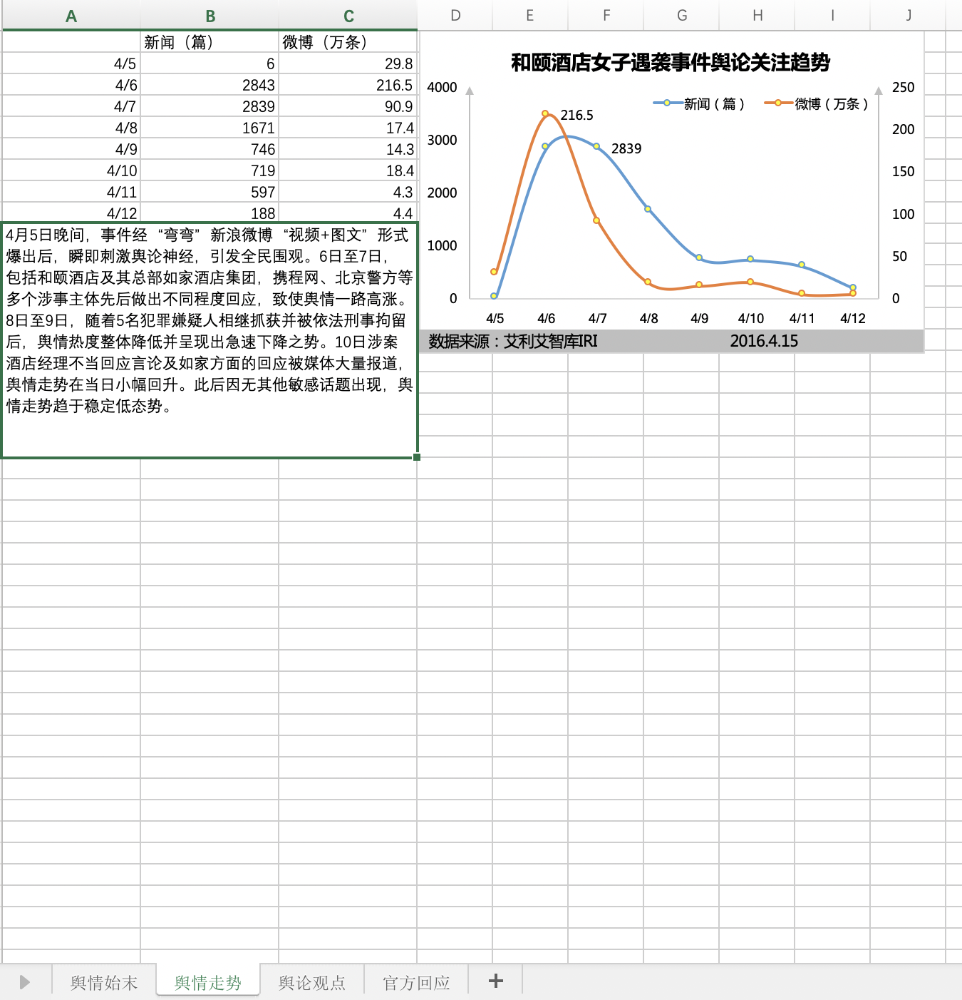 A B C D E F G H I J
新闻（篇） 微博（万条）
4/5 6 29.8
4/6 2843 216.5
4/7 2839 90.9
4/8 1671 17.4
4/9 746 14.3
4/10 719 18.4
4/11 597 4.3
4/12 188 4.4
4月5日晚间，事件经“弯弯”新浪微博“视频+图文”形式
爆出后，瞬即刺激舆论神经，引发全民围观。6日至7日，
包括和颐酒店及其总部如家酒店集团，携程网、北京警方等
多个涉事主体先后做出不同程度回应，致使舆情一路高涨。
8日至9日，随着5名犯罪嫌疑人相继抓获并被依法刑事拘留
后，舆情热度整体降低并呈现出急速下降之势。10日涉案
酒店经理不当回应言论及如家方面的回应被媒体大量报道，
舆情走势在当日小幅回升。此后因无其他敏感话题出现，舆
情走势趋于稳定低态势。
和颐酒店女子遇袭事件舆论关注趋势
新闻（篇） 微博（万条）
4000
3000
2000
1000
0
216.5
2839
250
200
150
100
50
0
4/5 4/6 4/7 4/8 4/9 4/10 4/11 4/12
数据来源：艾利艾智库IRI 2016.4.15
舆情始末 舆情走势 舆论观点 官方回应 +